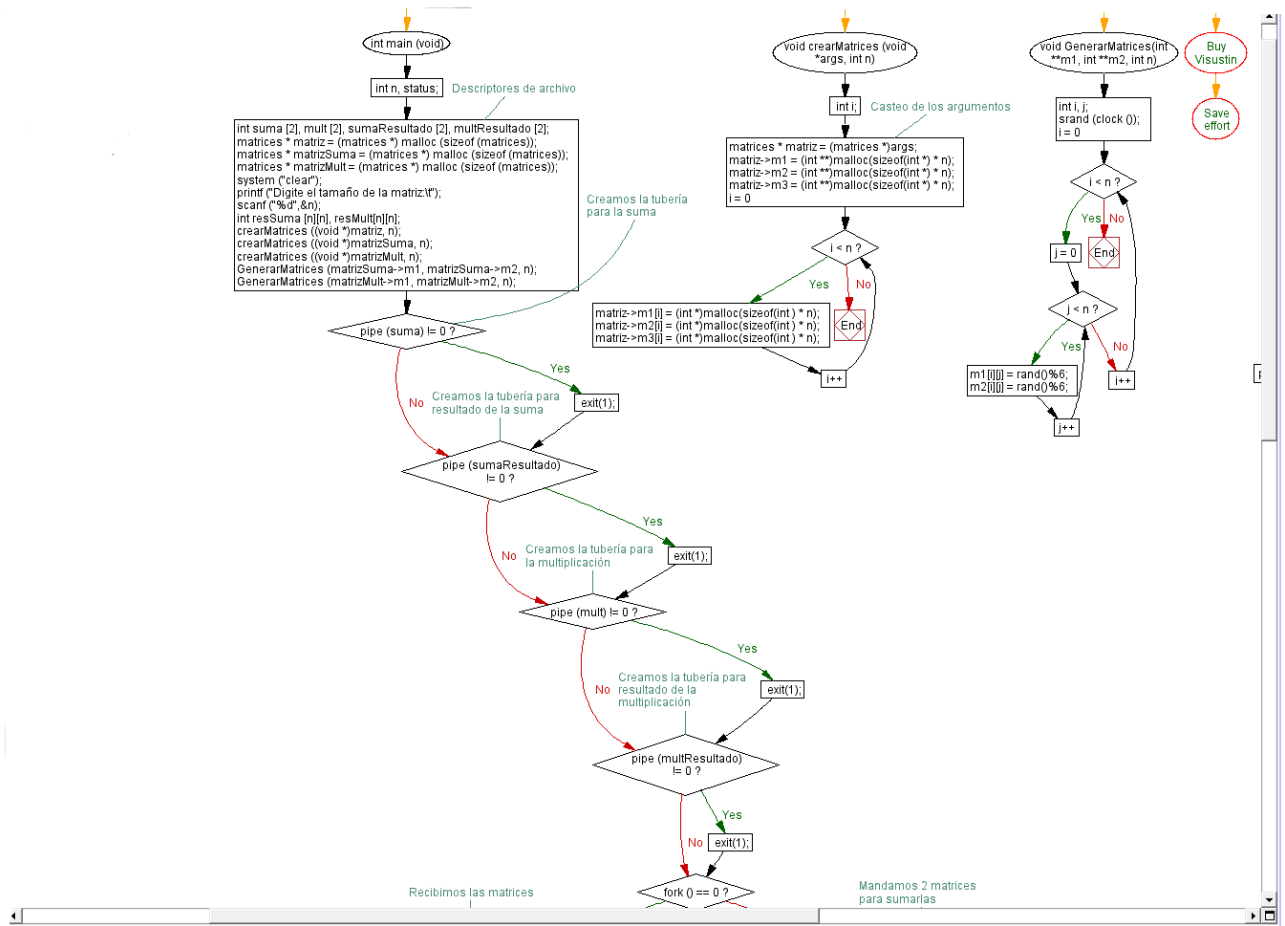 int main (void)
int n, status;
Descriptores de archivo
int suma [2], mult [2], sumaResultado [2], multResultado [2];
matrices * matriz = (matrices *) malloc (sizeof (matrices));
matrices * matrizSuma = (matrices *) malloc (sizeof (matrices));
matrices * matrizMult = (matrices *) malloc (sizeof (matrices));
system ("clear");
printf ("Digite el tamaño de la matriz:\t");
scanf ("%d",&n);
int resSuma [n][n], resMult[n][n];
crearMatrices ((void *)matriz, n);
crearMatrices ((void *)matrizSuma, n);
crearMatrices ((void *)matrizMult, n);
GenerarMatrices (matrizSuma->m1, matrizSuma->m2, n);
GenerarMatrices (matrizMult->m1, matrizMult->m2, n);
Creamos la tubería
para la suma
pipe (suma) != 0 ?
Yes
exit(1);
No
Creamos la tubería para
resultado de la suma
pipe (sumaResultado)
!= 0 ?
Yes
exit(1);
No
Creamos la tubería para
la multiplicación
pipe (mult) != 0 ?
Yes
exit(1);
No
Creamos la tubería para
resultado de la
multiplicación
pipe (multResultado)
!= 0 ?
Yes
No
exit(1);
fork () == 0 ?
Recibimos las matrices
Mandamos 2 matrices
para sumarlas
void crearMatrices (void
*args, int n)
int i;
Casteo de los argumentos
matrices * matriz = (matrices *)args;
matriz->m1 = (int **)malloc(sizeof(int *) * n);
matriz->m2 = (int **)malloc(sizeof(int *) * n);
matriz->m3 = (int **)malloc(sizeof(int *) * n);
i = 0
i < n ?
Yes
No
matriz->m1[i] = (int *)malloc(sizeof(int ) * n);
matriz->m2[i] = (int *)malloc(sizeof(int ) * n);
matriz->m3[i] = (int *)malloc(sizeof(int ) * n);
End
i++
void GenerarMatrices(int
**m1, int **m2, int n)
int i, j;
srand (clock ());
i = 0
i < n ?
Yes
No
j = 0
End
j < n ?
Yes
No
m1[i][j] = rand()%6;
m2[i][j] = rand()%6;
i++
j++
Buy
Visustin
Save
effort